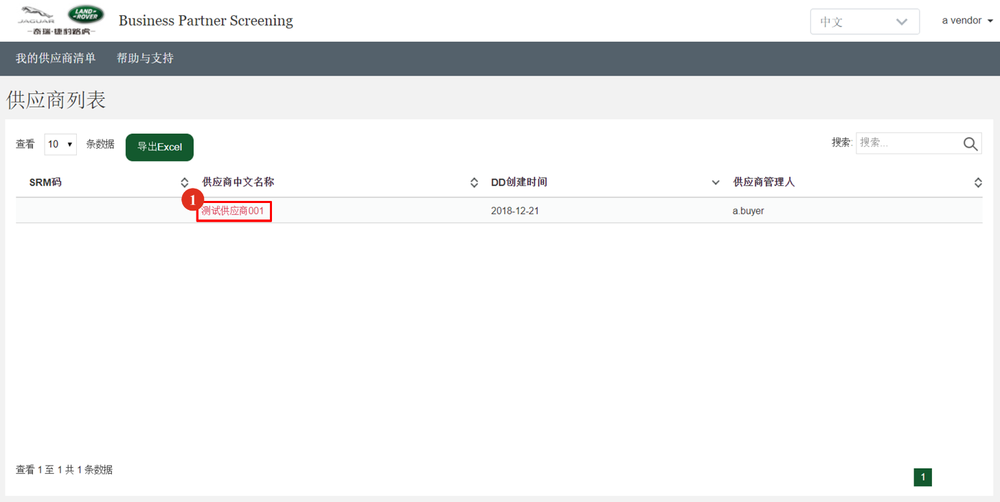 JAGUAR
LAND-
-ROVER
奇瑞·捷豹路虎
Business Partner Screening
中文
a vendor
我的供应商清单 帮助与支持
供应商列表
查看 10 条数据 导出Excel
搜索: 搜索...
SRM码 供应商中文名称 DD创建时间 供应商管理人
1
测试供应商001 2018-12-21 a.buyer
查看 1 至 1 共 1 条数据
1